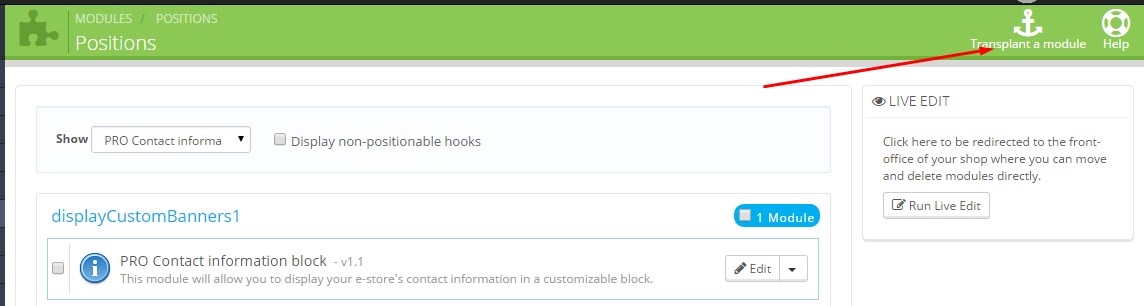 MODULES / POSITIONS
Positions
Transplant a module
Help
Show
PRO Contact informa
Display non-positionable hooks
LIVE EDIT
Click here to be redirected to the front-
office of your shop where you can move
and delete modules directly.
Run Live Edit
displayCustomBanners1
1 Module
PRO Contact information block - v1.1
This module will allow you to display your e-store's contact information in a customizable block.
Edit